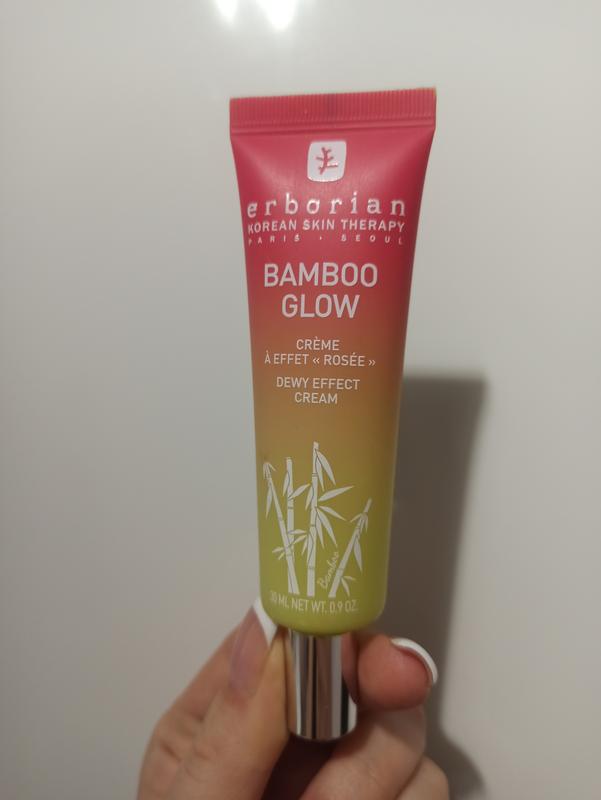 erborian
KOREAN SKIN THERAPY
PARIS · SEOUL
BAMBOO
GLOW
CRÈME
À EFFET « ROSÉE »
DEWY EFFECT
CREAM
Bamboo
30 ML NET WT. 0.9 OZ.